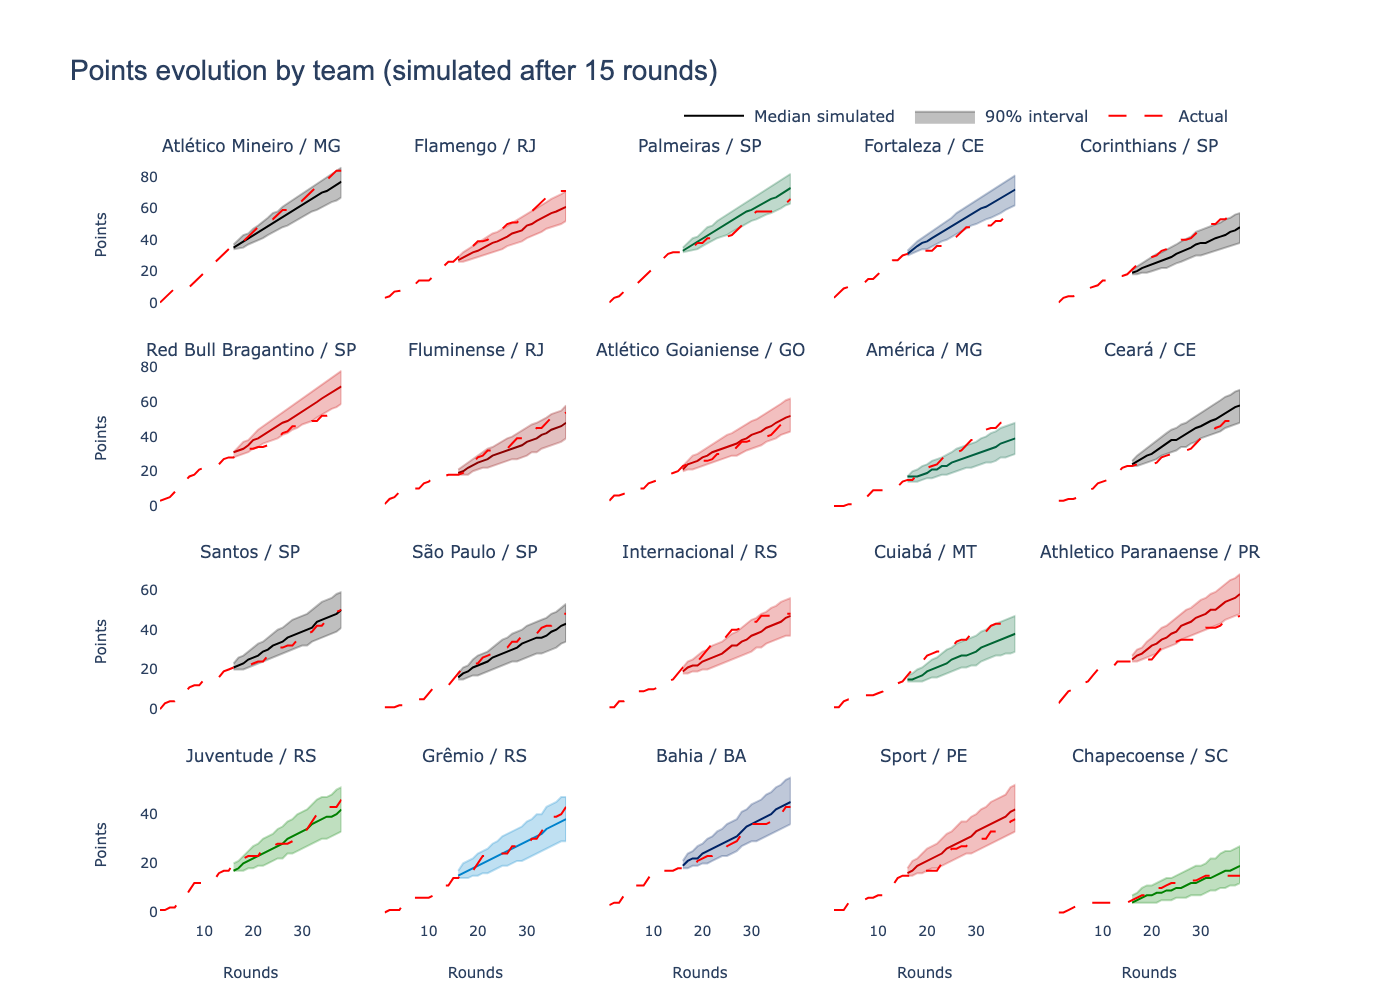 Points evolution by team (simulated after 15 rounds)
Median simulated 90% interval Actual
Atlético Mineiro / MG Flamengo / RJ Palmeiras / SP Fortaleza / CE Corinthians / SP
80
60
40
20
0
Points
Red Bull Bragantino / SP Fluminense / RJ Atlético Goianiense / GO América / MG Ceará / CE
80
60
40
20
0
Points
Santos / SP São Paulo / SP Internacional / RS Cuiabá / MT Athletico Paranaense / PR
60
40
20
0
Points
Juventude / RS Grêmio / RS Bahia / BA Sport / PE Chapecoense / SC
40
20
0
Points
10 20 30 10 20 30 10 20 30 10 20 30 10 20 30
Rounds Rounds Rounds Rounds Rounds